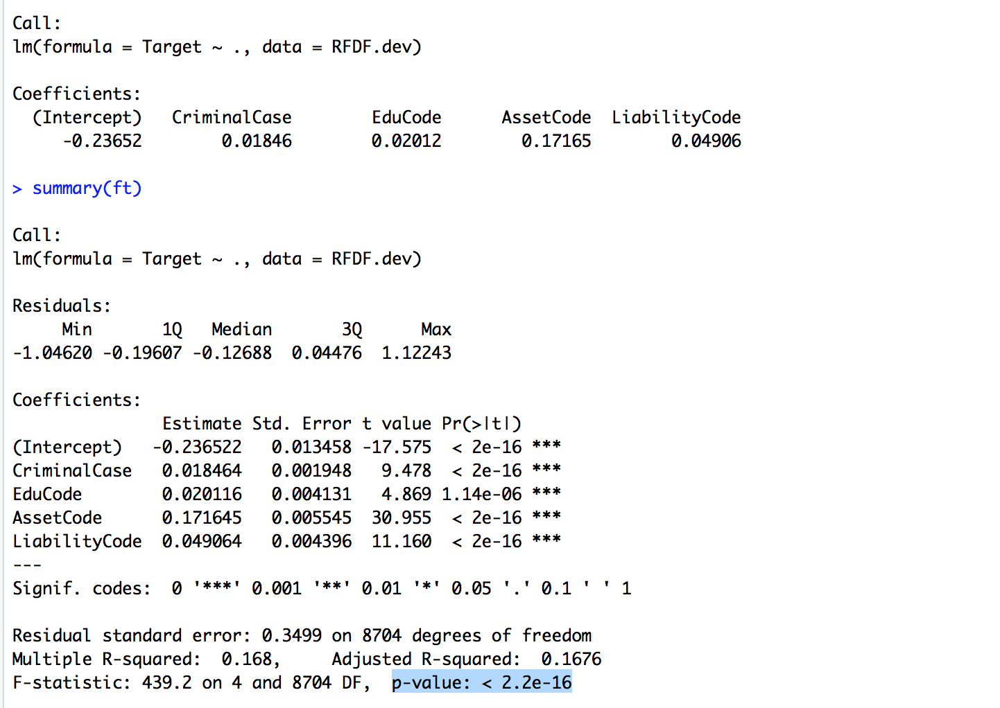 Call:
lm(formula = Target ~ ., data = RFDF.dev)
Coefficients:
(Intercept) CriminalCase EduCode AssetCode LiabilityCode
-0.23652 0.01846 0.02012 0.17165 0.04906
> summary(ft)
Call:
lm(formula = Target ~ ., data = RFDF.dev)
Residuals:
Min 1Q Median 3Q Max
-1.04620 -0.19607 -0.12688 0.04476 1.12243
Coefficients:
Estimate Std. Error t value Pr(>|t|)
(Intercept) -0.236522 0.013458 -17.575 < 2e-16 ***
CriminalCase 0.018464 0.001948 9.478 < 2e-16 ***
EduCode 0.020116 0.004131 4.869 1.14e-06 ***
AssetCode 0.171645 0.005545 30.955 < 2e-16 ***
LiabilityCode 0.049064 0.004396 11.160 < 2e-16 ***
---
Signif. codes: 0 '***' 0.001 '**' 0.01 '*' 0.05 '.' 0.1 ' ' 1
Residual standard error: 0.3499 on 8704 degrees of freedom
Multiple R-squared: 0.168, Adjusted R-squared: 0.1676
F-statistic: 439.2 on 4 and 8704 DF, p-value: < 2.2e-16